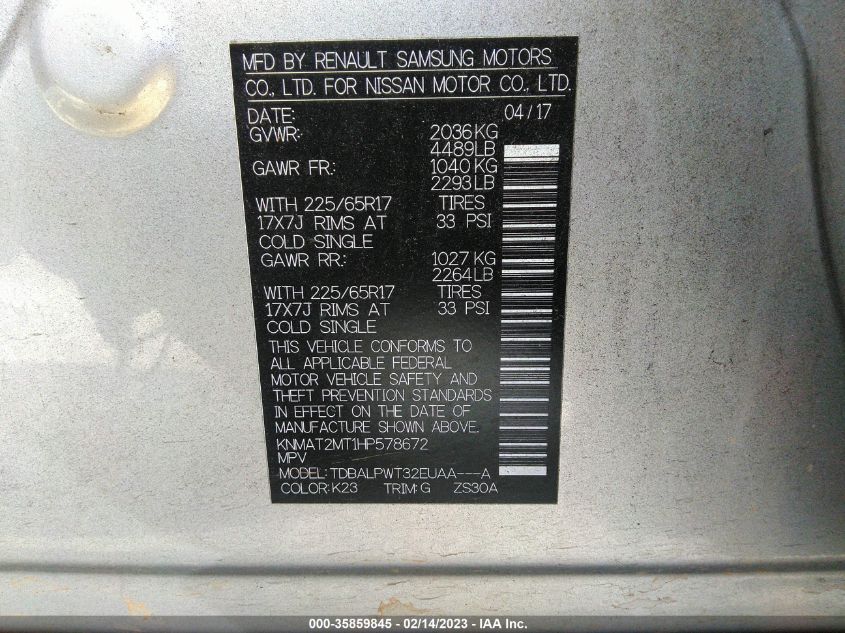 MFD BY RENAULT SAMSUNG MOTORS
CO., LTD. FOR NISSAN MOTOR CO., LTD.
DATE: 04/17
GVWR: 2036KG
4489LB
GAWR FR: 1040KG
2293LB
WITH 225/65R17 TIRES
17X7J RIMS AT 33 PSI
COLD SINGLE
GAWR RR: 1027 KG
2264LB
WITH 225/65R17 TIRES
17X7J RIMS AT 33 PSI
COLD SINGLE
THIS VEHICLE CONFORMS TO
ALL APPLICABLE FEDERAL
MOTOR VEHICLE SAFETY AND
THEFT PREVENTION STANDARDS
IN EFFECT ON THE DATE OF
MANUFACTURE SHOWN ABOVE.
KNMAT2MT1HP578672
MPV
MODEL: TDBALPWT32EUAA---A
COLOR: K23 TRIM: G ZS30A
000-35859845 - 02/14/2023 - IAA Inc.